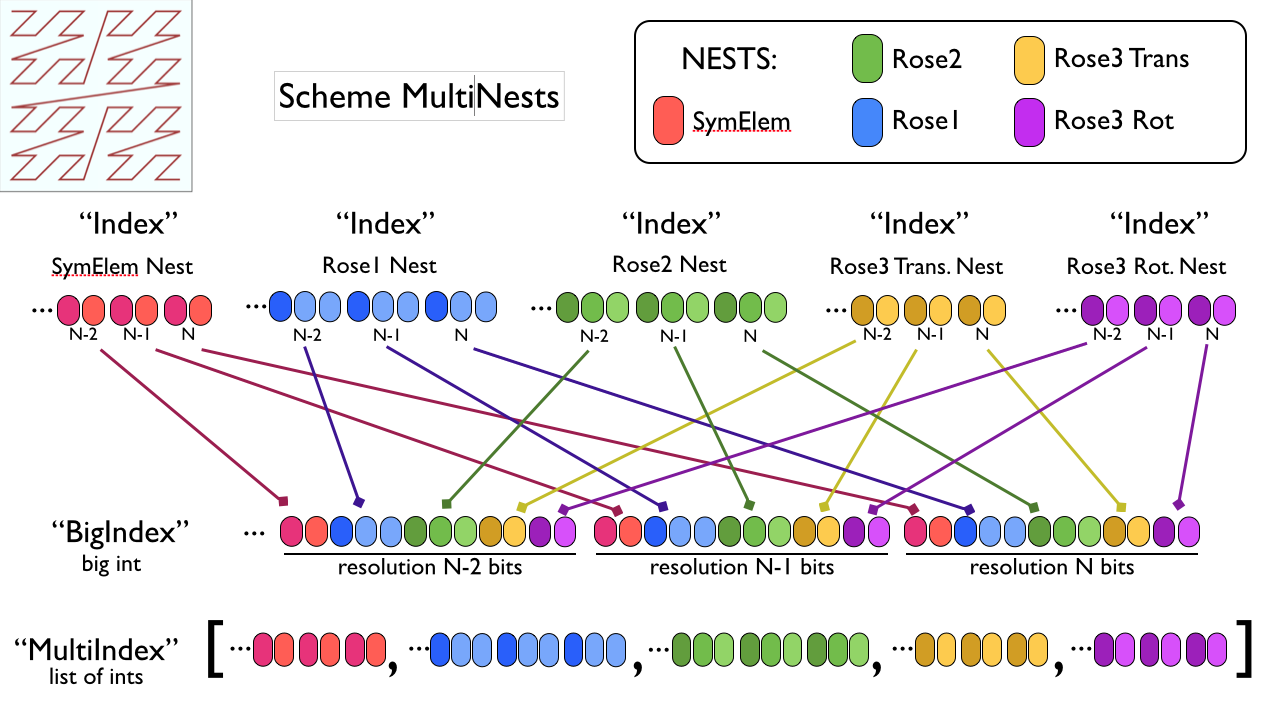 Scheme MultiNests
NESTS:
Rose2
Rose3 Trans
SymElem
Rose1
Rose3 Rot
“Index” “Index” “Index” “Index” “Index”
SymElem Nest Rose1 Nest Rose2 Nest Rose3 Trans. Nest Rose3 Rot. Nest
... ... ... ... ...
N-2 N-1 N N-2 N-1 N N-2 N-1 N N-2 N-1 N N-2 N-1 N
“BigIndex” ...
big int
resolution N-2 bits resolution N-1 bits resolution N bits
“MultiIndex” [... , ... , ... , ... , ... ]
list of ints